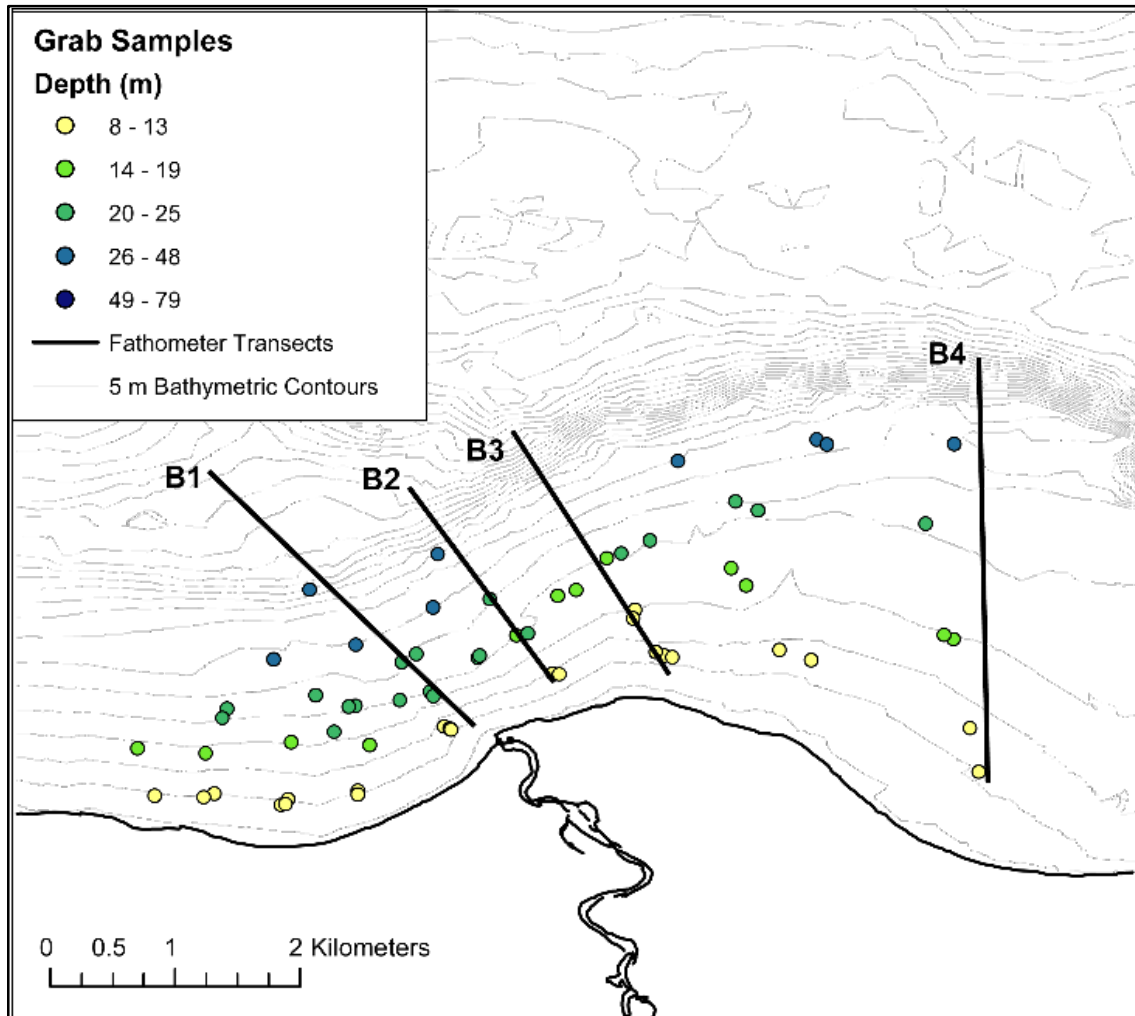 Grab Samples
Depth (m)
8 - 13
14 - 19
20 - 25
26 - 48
49 - 79
Fathometer Transects
5 m Bathymetric Contours
B4
B3
B1
B2
0 0.5 1 2 Kilometers